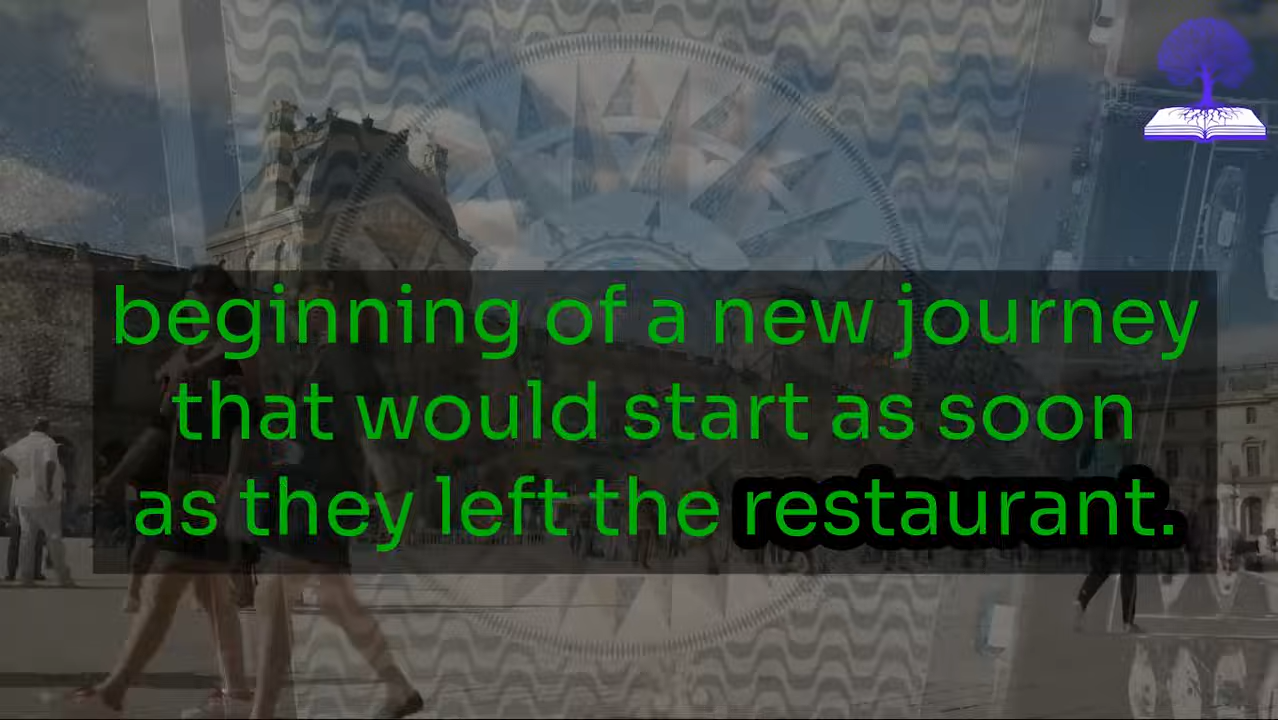 beginning of a new journey
that would start as soon
as they left the restaurant.